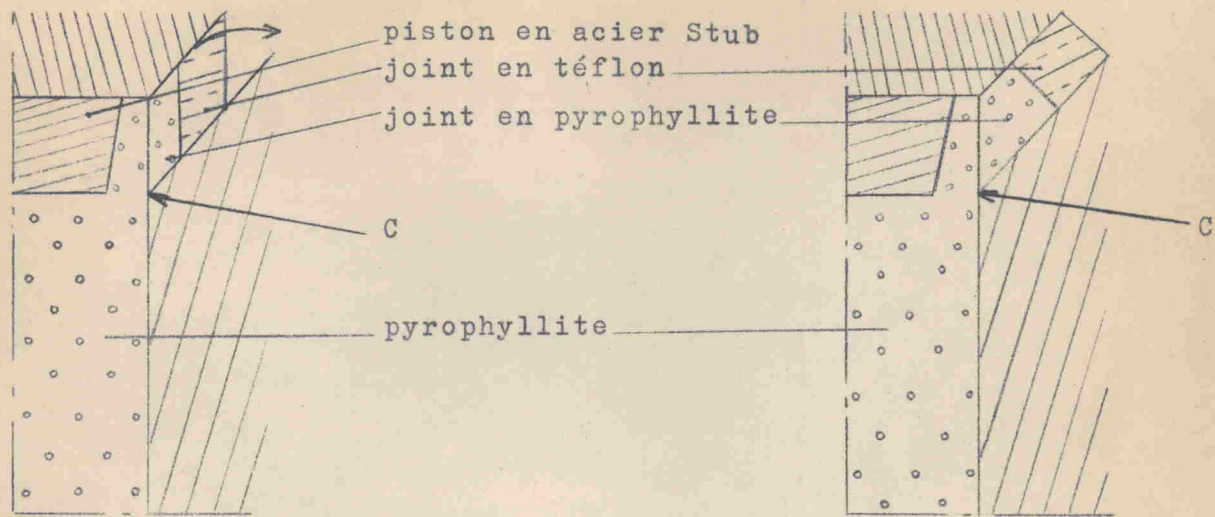 piston en acier Stub
joint en téflon
joint en pyrophyllite
C
C
pyrophyllite